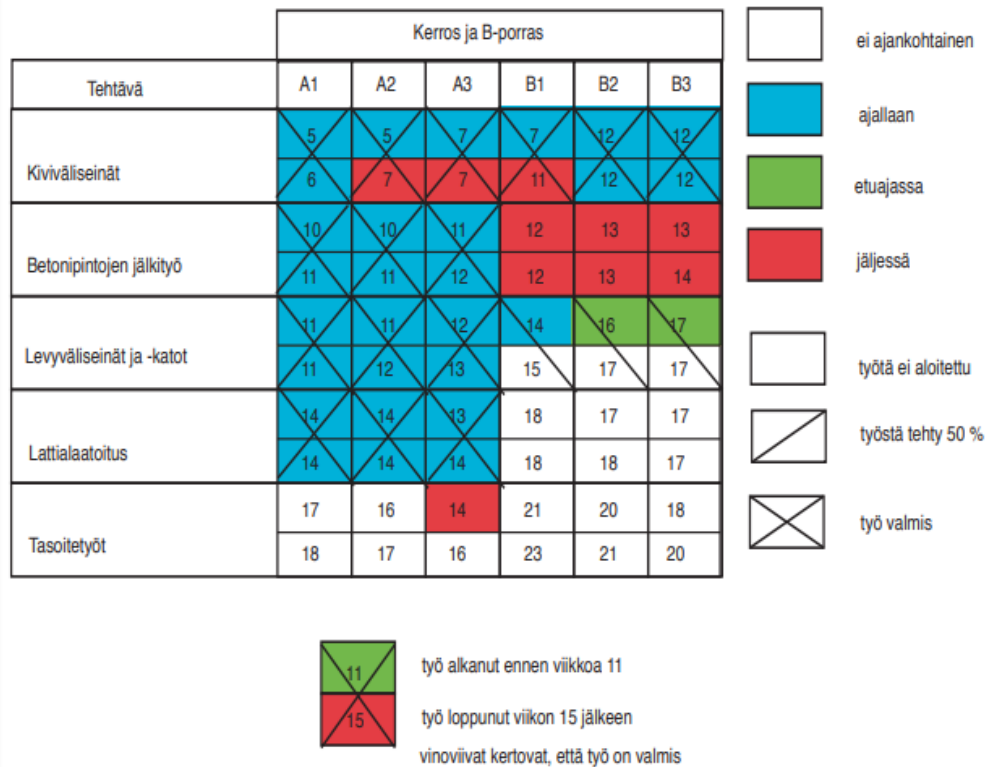 Kerros ja B-porras
Tehtävä A1 A2 A3 B1 B2 B3
5 5 7 7 12 12
Kiviväliseinät
6 7 7 11 12 12
10 10 11 12 13 13
Betonipintojen jälkityö
11 11 12 12 13 14
11 11 12 14 16 17
Levyväliseinät ja -katot
11 12 13 15 17 17
14 14 13 18 17 17
Lattialaatoitus
14 14 14 18 18 17
17 16 14 21 20 18
Tasoitetyöt
18 17 16 23 21 20
ei ajankohtainen
ajallaan
etuajassa
jäljessä
työtä ei aloitettu
työstä tehty 50 %
työ valmis
11 työ alkanut ennen viikkoa 11
15 työ loppunut viikon 15 jälkeen
vinoviivat kertovat, että työ on valmis